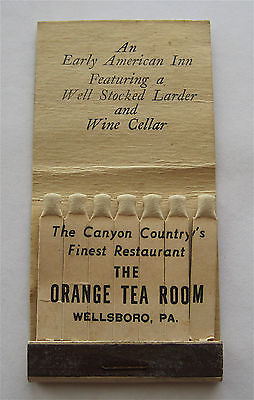 An
Early American Inn
Featuring a
Well Stocked Larder
and
Wine Cellar
The Canyon Country's
Finest Restaurant
THE
ORANGE TEA ROOM
WELLSBORO, PA.